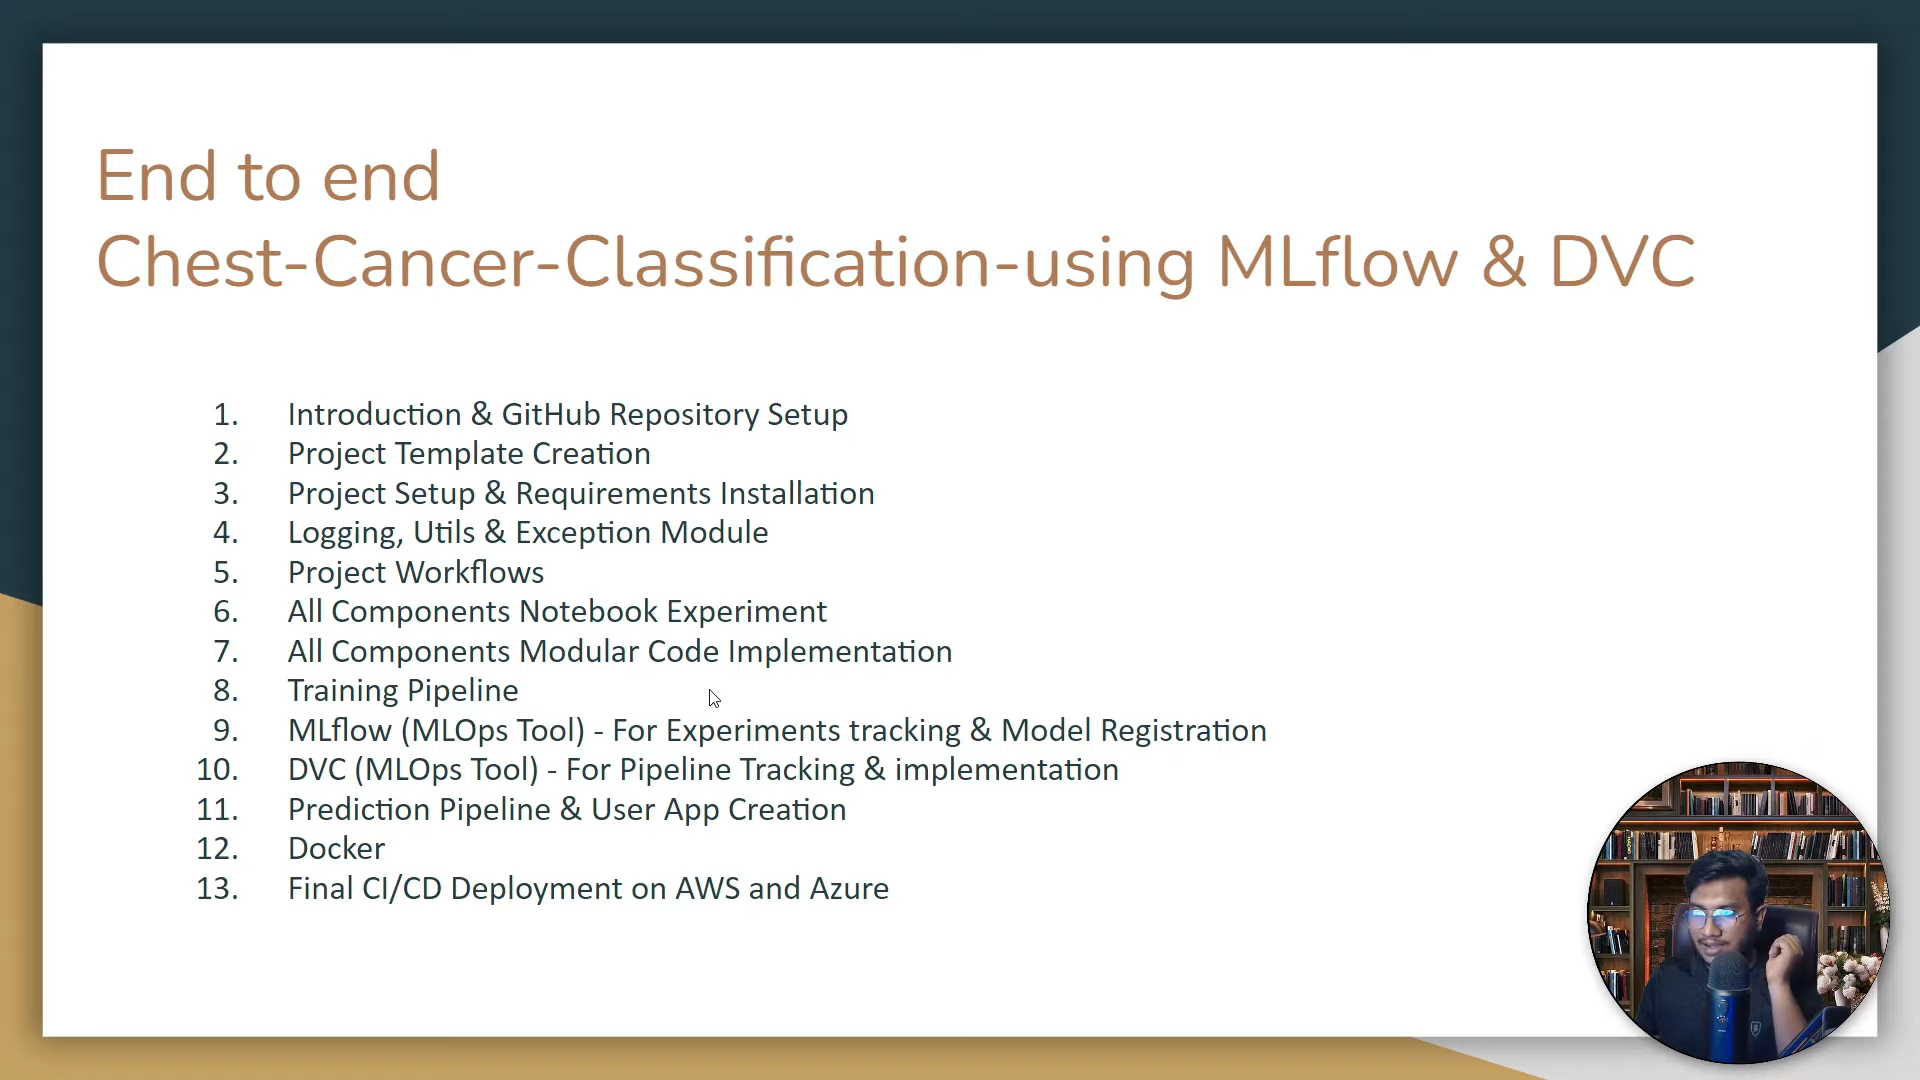 End to end
Chest-Cancer-Classification-using MLflow & DVC
1. Introduction & GitHub Repository Setup
2. Project Template Creation
3. Project Setup & Requirements Installation
4. Logging, Utils & Exception Module
5. Project Workflows
6. All Components Notebook Experiment
7. All Components Modular Code Implementation
8. Training Pipeline
9. MLflow (MLOps Tool) - For Experiments tracking & Model Registration
10. DVC (MLOps Tool) - For Pipeline Tracking & implementation
11. Prediction Pipeline & User App Creation
12. Docker
13. Final CI/CD Deployment on AWS and Azure